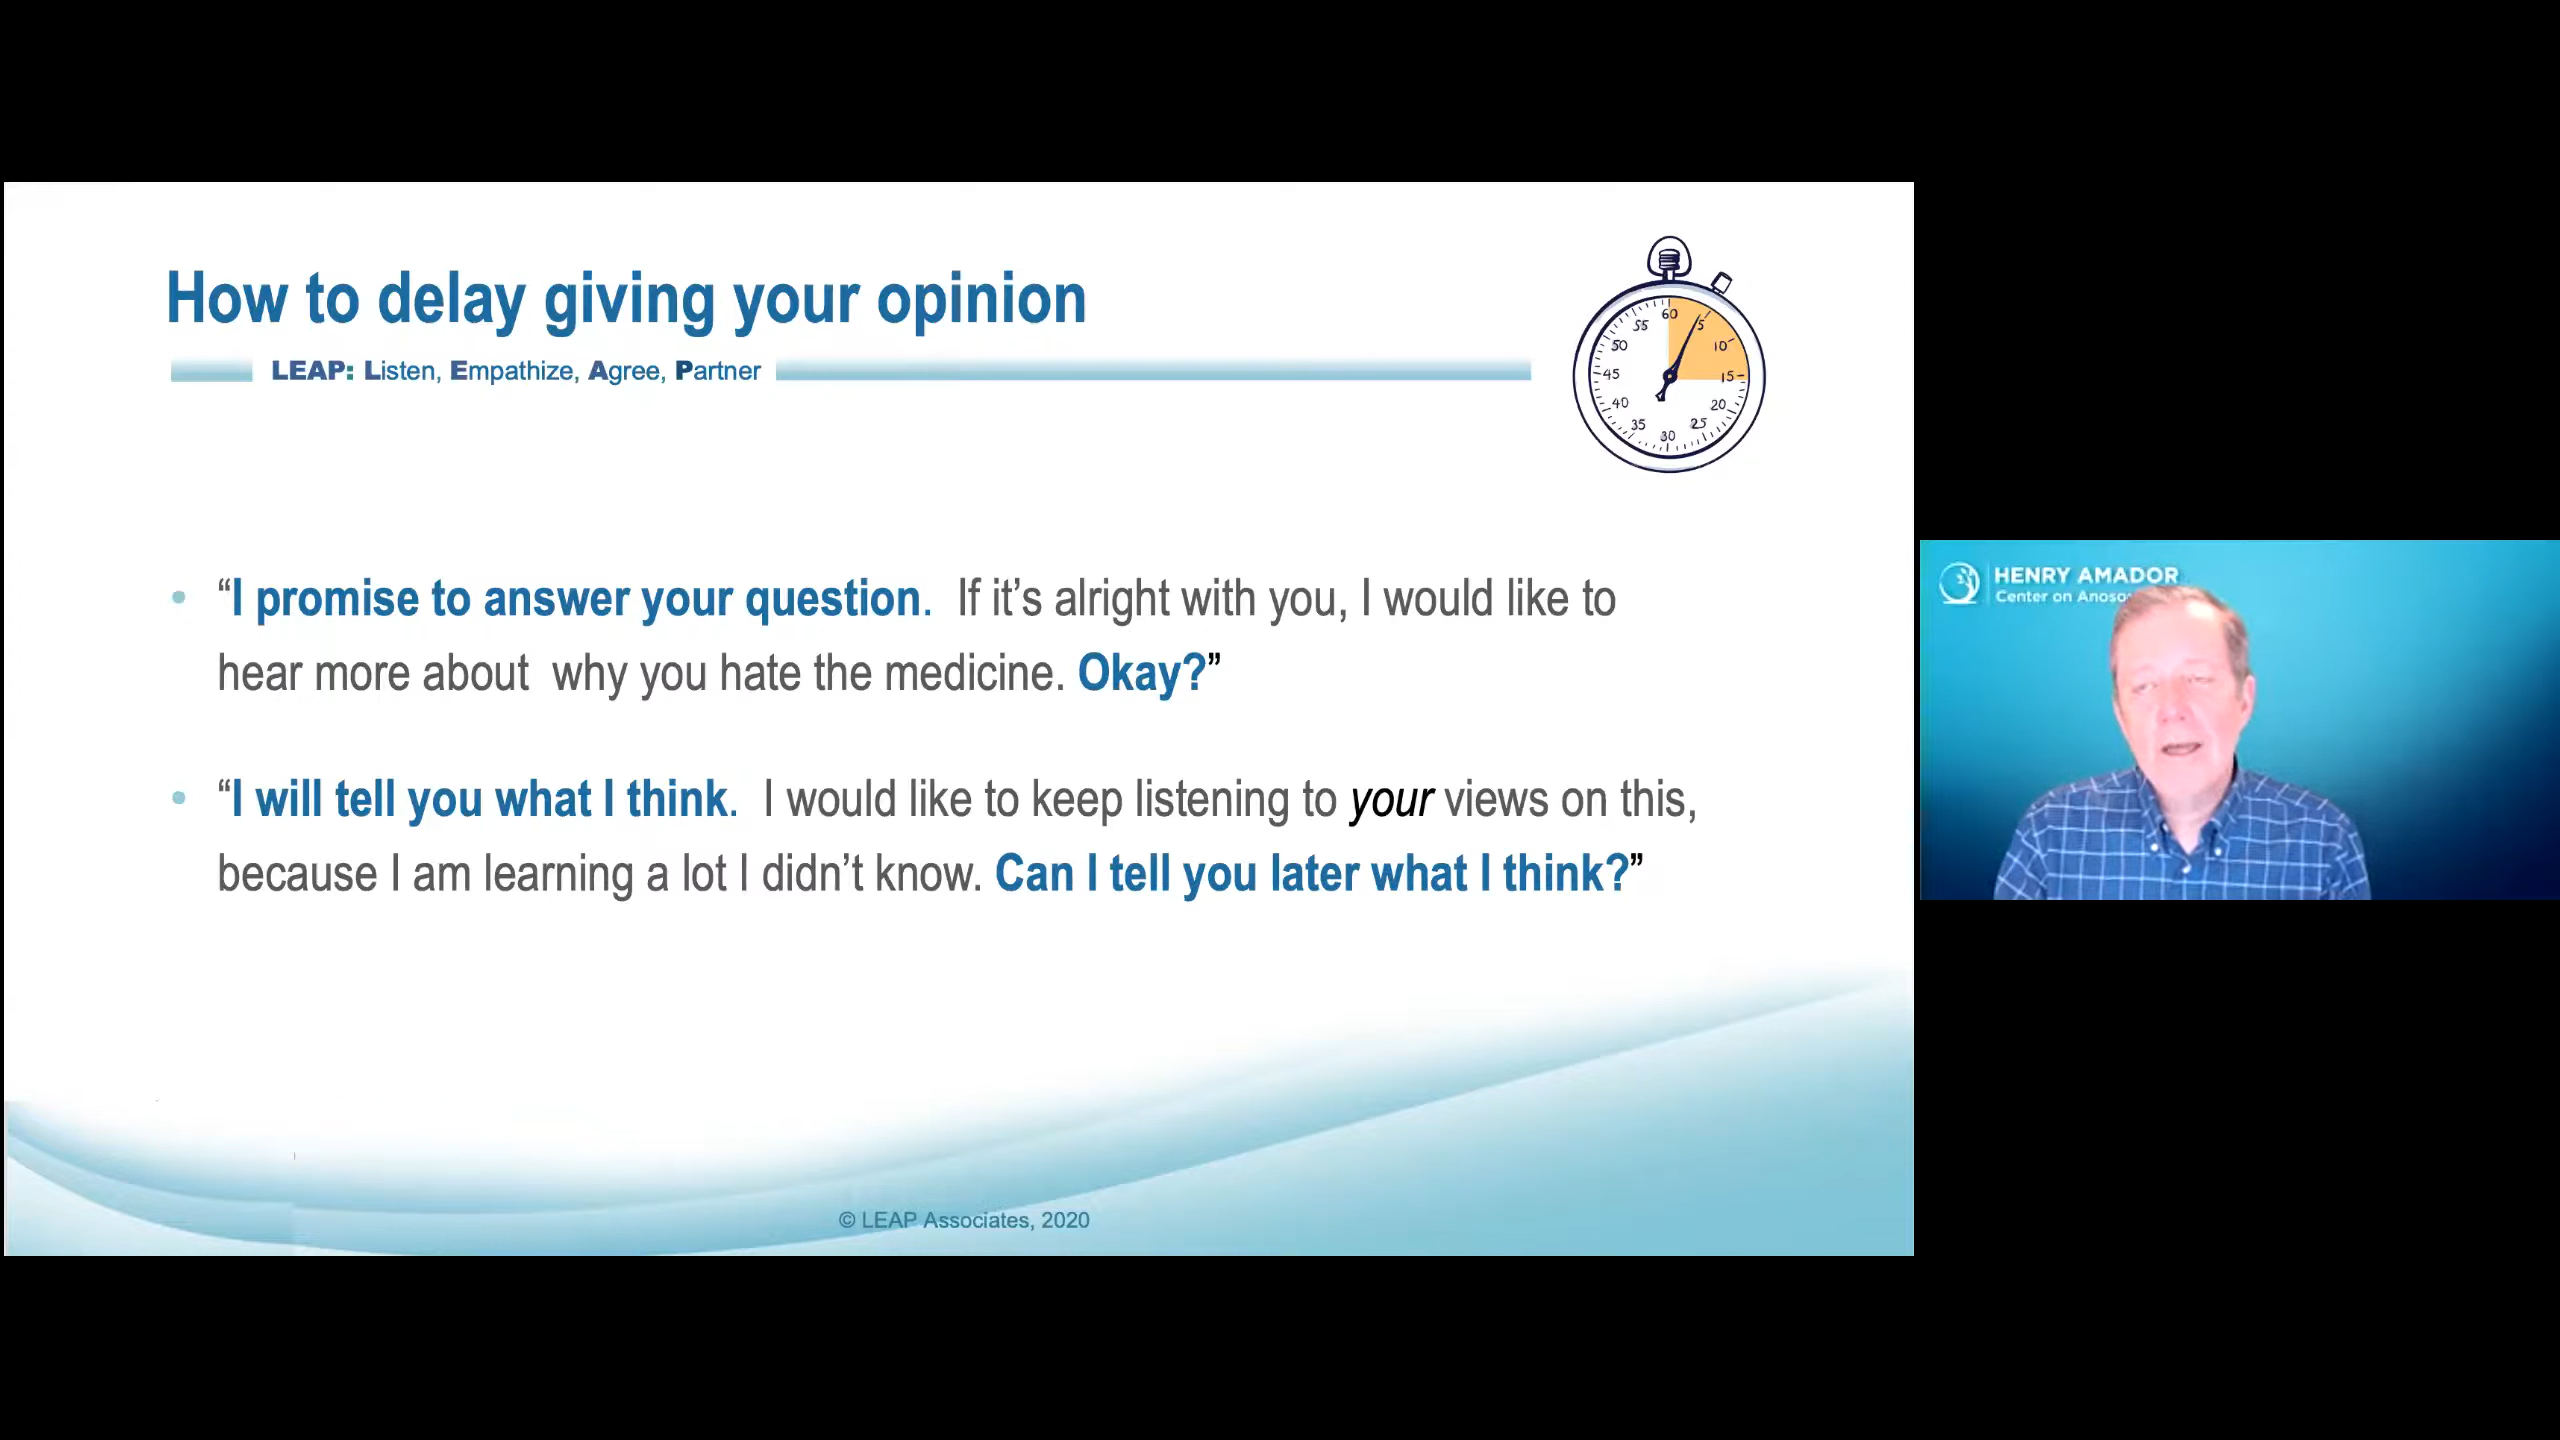 How to delay giving your opinion
LEAP: Listen, Empathize, Agree, Partner
60
5
10
15
20
25
30
35
40
45
50
55
• “I promise to answer your question.  If it’s alright with you, I would like to
hear more about  why you hate the medicine. Okay?”
• “I will tell you what I think.  I would like to keep listening to your views on this,
because I am learning a lot I didn’t know. Can I tell you later what I think?”
© LEAP Associates, 2020
HENRY AMADOR
Center on